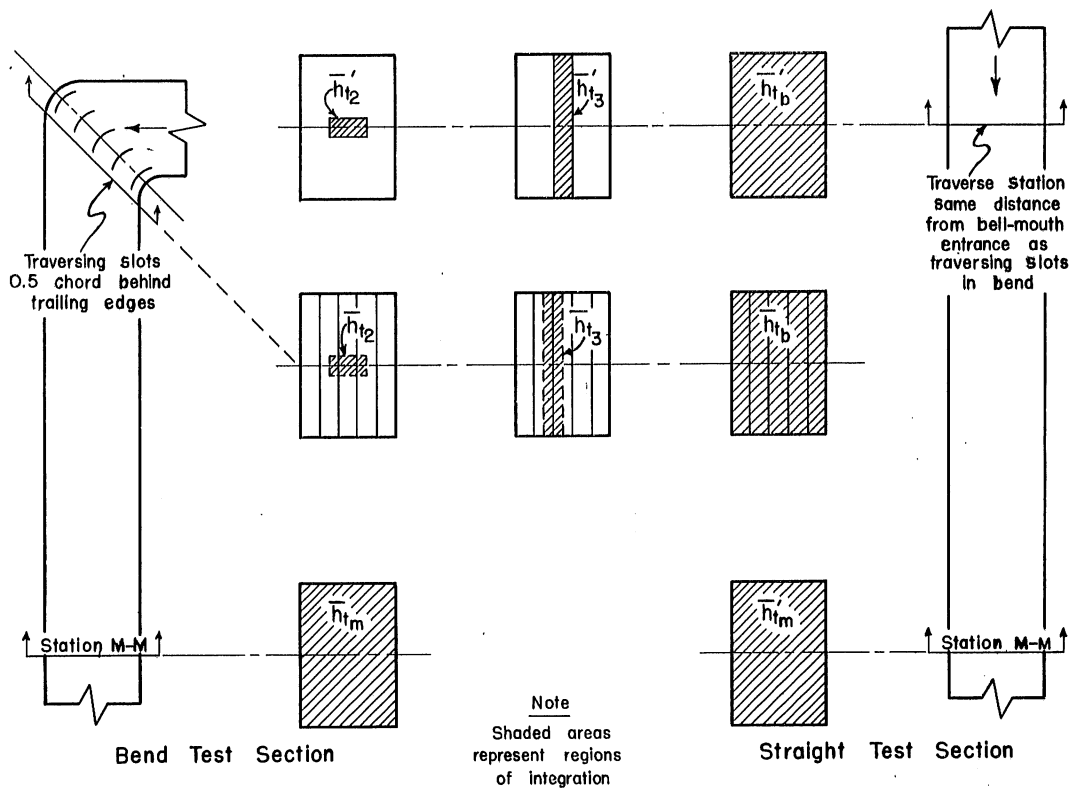 h̄'t2
h̄'t3
h̄'tb
Traverse Station
same distance
from bell-mouth
entrance as
traversing slots
in bend
Traversing slots
0.5 chord behind
trailing edges
h̄t2
h̄t3
h̄tb
h̄tm
h̄'tm
Station M-M
Station M-M
Note
Shaded areas
represent regions
of integration
Bend Test Section
Straight Test Section